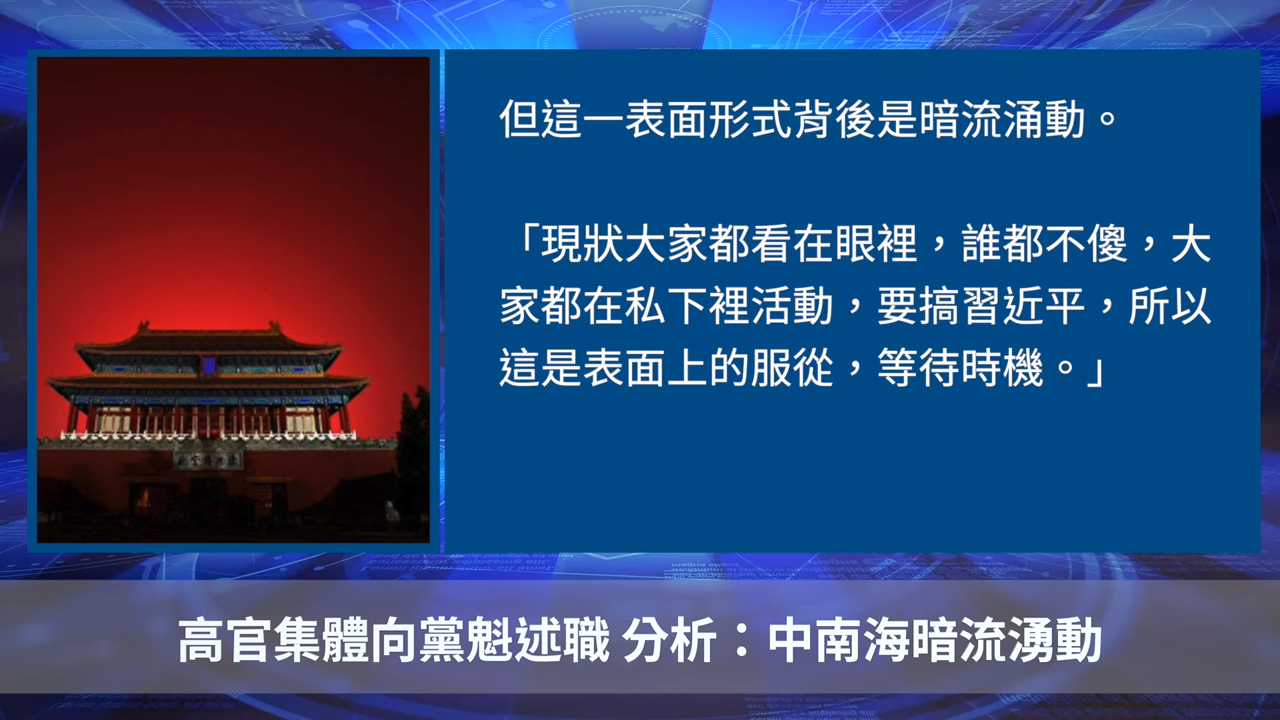 但這一表面形式背後是暗流涌動。
「現狀大家都看在眼裡，誰都不傻，大
家都在私下裡活動，要搞習近平，所以
這是表面上的服從，等待時機。」
高官集體向黨魁述職 分析：中南海暗流湧動